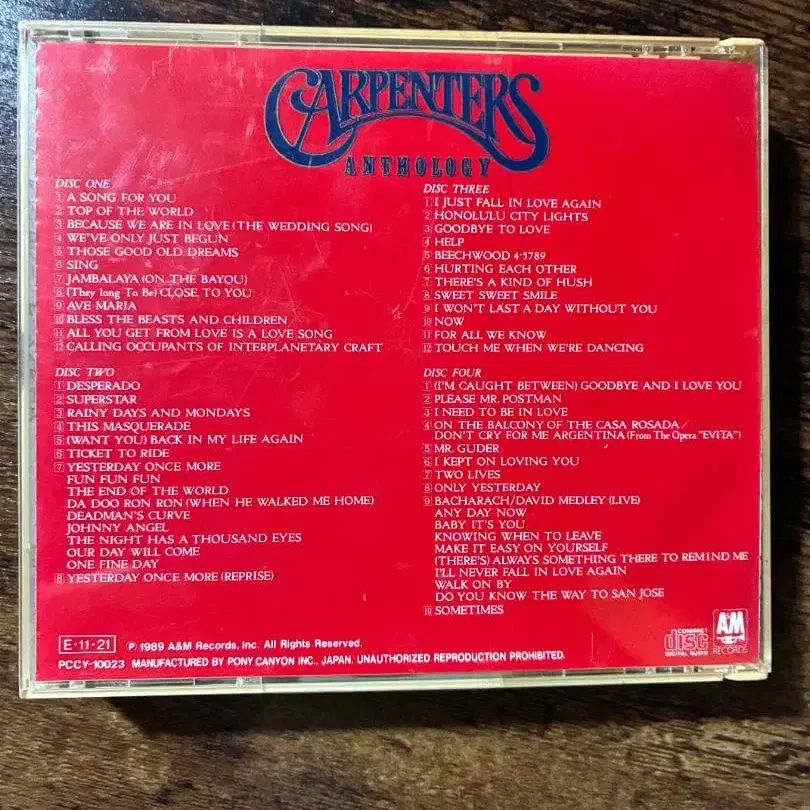 CARPENTERS
ANTHOLOGY
DISC ONE
1 A SONG FOR YOU
2 TOP OF THE WORLD
3 BECAUSE WE ARE IN LOVE (THE WEDDING SONG)
4 WE'VE ONLY JUST BEGUN
5 THOSE GOOD OLD DREAMS
6 SING
7 JAMBALAYA (ON THE BAYOU)
8 (They long To Be) CLOSE TO YOU
9 AVE MARIA
10 BLESS THE BEASTS AND CHILDREN
11 ALL YOU GET FROM LOVE IS A LOVE SONG
12 CALLING OCCUPANTS OF INTERPLANETARY CRAFT
DISC TWO
1 DESPERADO
2 SUPERSTAR
3 RAINY DAYS AND MONDAYS
4 THIS MASQUERADE
5 (WANT YOU) BACK IN MY LIFE AGAIN
6 TICKET TO RIDE
7 YESTERDAY ONCE MORE
FUN FUN FUN
THE END OF THE WORLD
DA DOO RON RON (WHEN HE WALKED ME HOME)
DEADMAN'S CURVE
JOHNNY ANGEL
THE NIGHT HAS A THOUSAND EYES
OUR DAY WILL COME
ONE FINE DAY
8 YESTERDAY ONCE MORE (REPRISE)
DISC THREE
1 I JUST FALL IN LOVE AGAIN
2 HONOLULU CITY LIGHTS
3 GOODBYE TO LOVE
4 HELP
5 BEECHWOOD 4-5789
6 HURTING EACH OTHER
7 THERE'S A KIND OF HUSH
8 SWEET SWEET SMILE
9 I WON'T LAST A DAY WITHOUT YOU
10 NOW
11 FOR ALL WE KNOW
12 TOUCH ME WHEN WE'RE DANCING
DISC FOUR
1 (I'M CAUGHT BETWEEN) GOODBYE AND I LOVE YOU
2 PLEASE MR. POSTMAN
3 I NEED TO BE IN LOVE
4 ON THE BALCONY OF THE CASA ROSADA/
DON'T CRY FOR ME ARGENTINA (From The Opera "EVITA")
5 MR. GUDER
6 I KEPT ON LOVING YOU
7 TWO LIVES
8 ONLY YESTERDAY
9 BACHARACH/DAVID MEDLEY (LIVE)
ANY DAY NOW
BABY IT'S YOU
KNOWING WHEN TO LEAVE
MAKE IT EASY ON YOURSELF
(THERE'S) ALWAYS SOMETHING THERE TO REMIND ME
I'LL NEVER FALL IN LOVE AGAIN
WALK ON BY
DO YOU KNOW THE WAY TO SAN JOSE
10 SOMETIMES
E·11·21 ℗ 1989 A&M Records, Inc. All Rights Reserved.
PCCY-10023 MANUFACTURED BY PONY CANYON INC., JAPAN. UNAUTHORIZED REPRODUCTION PROHIBITED.
COMPACT
disc
DIGITAL AUDIO
A&M
RECORDS